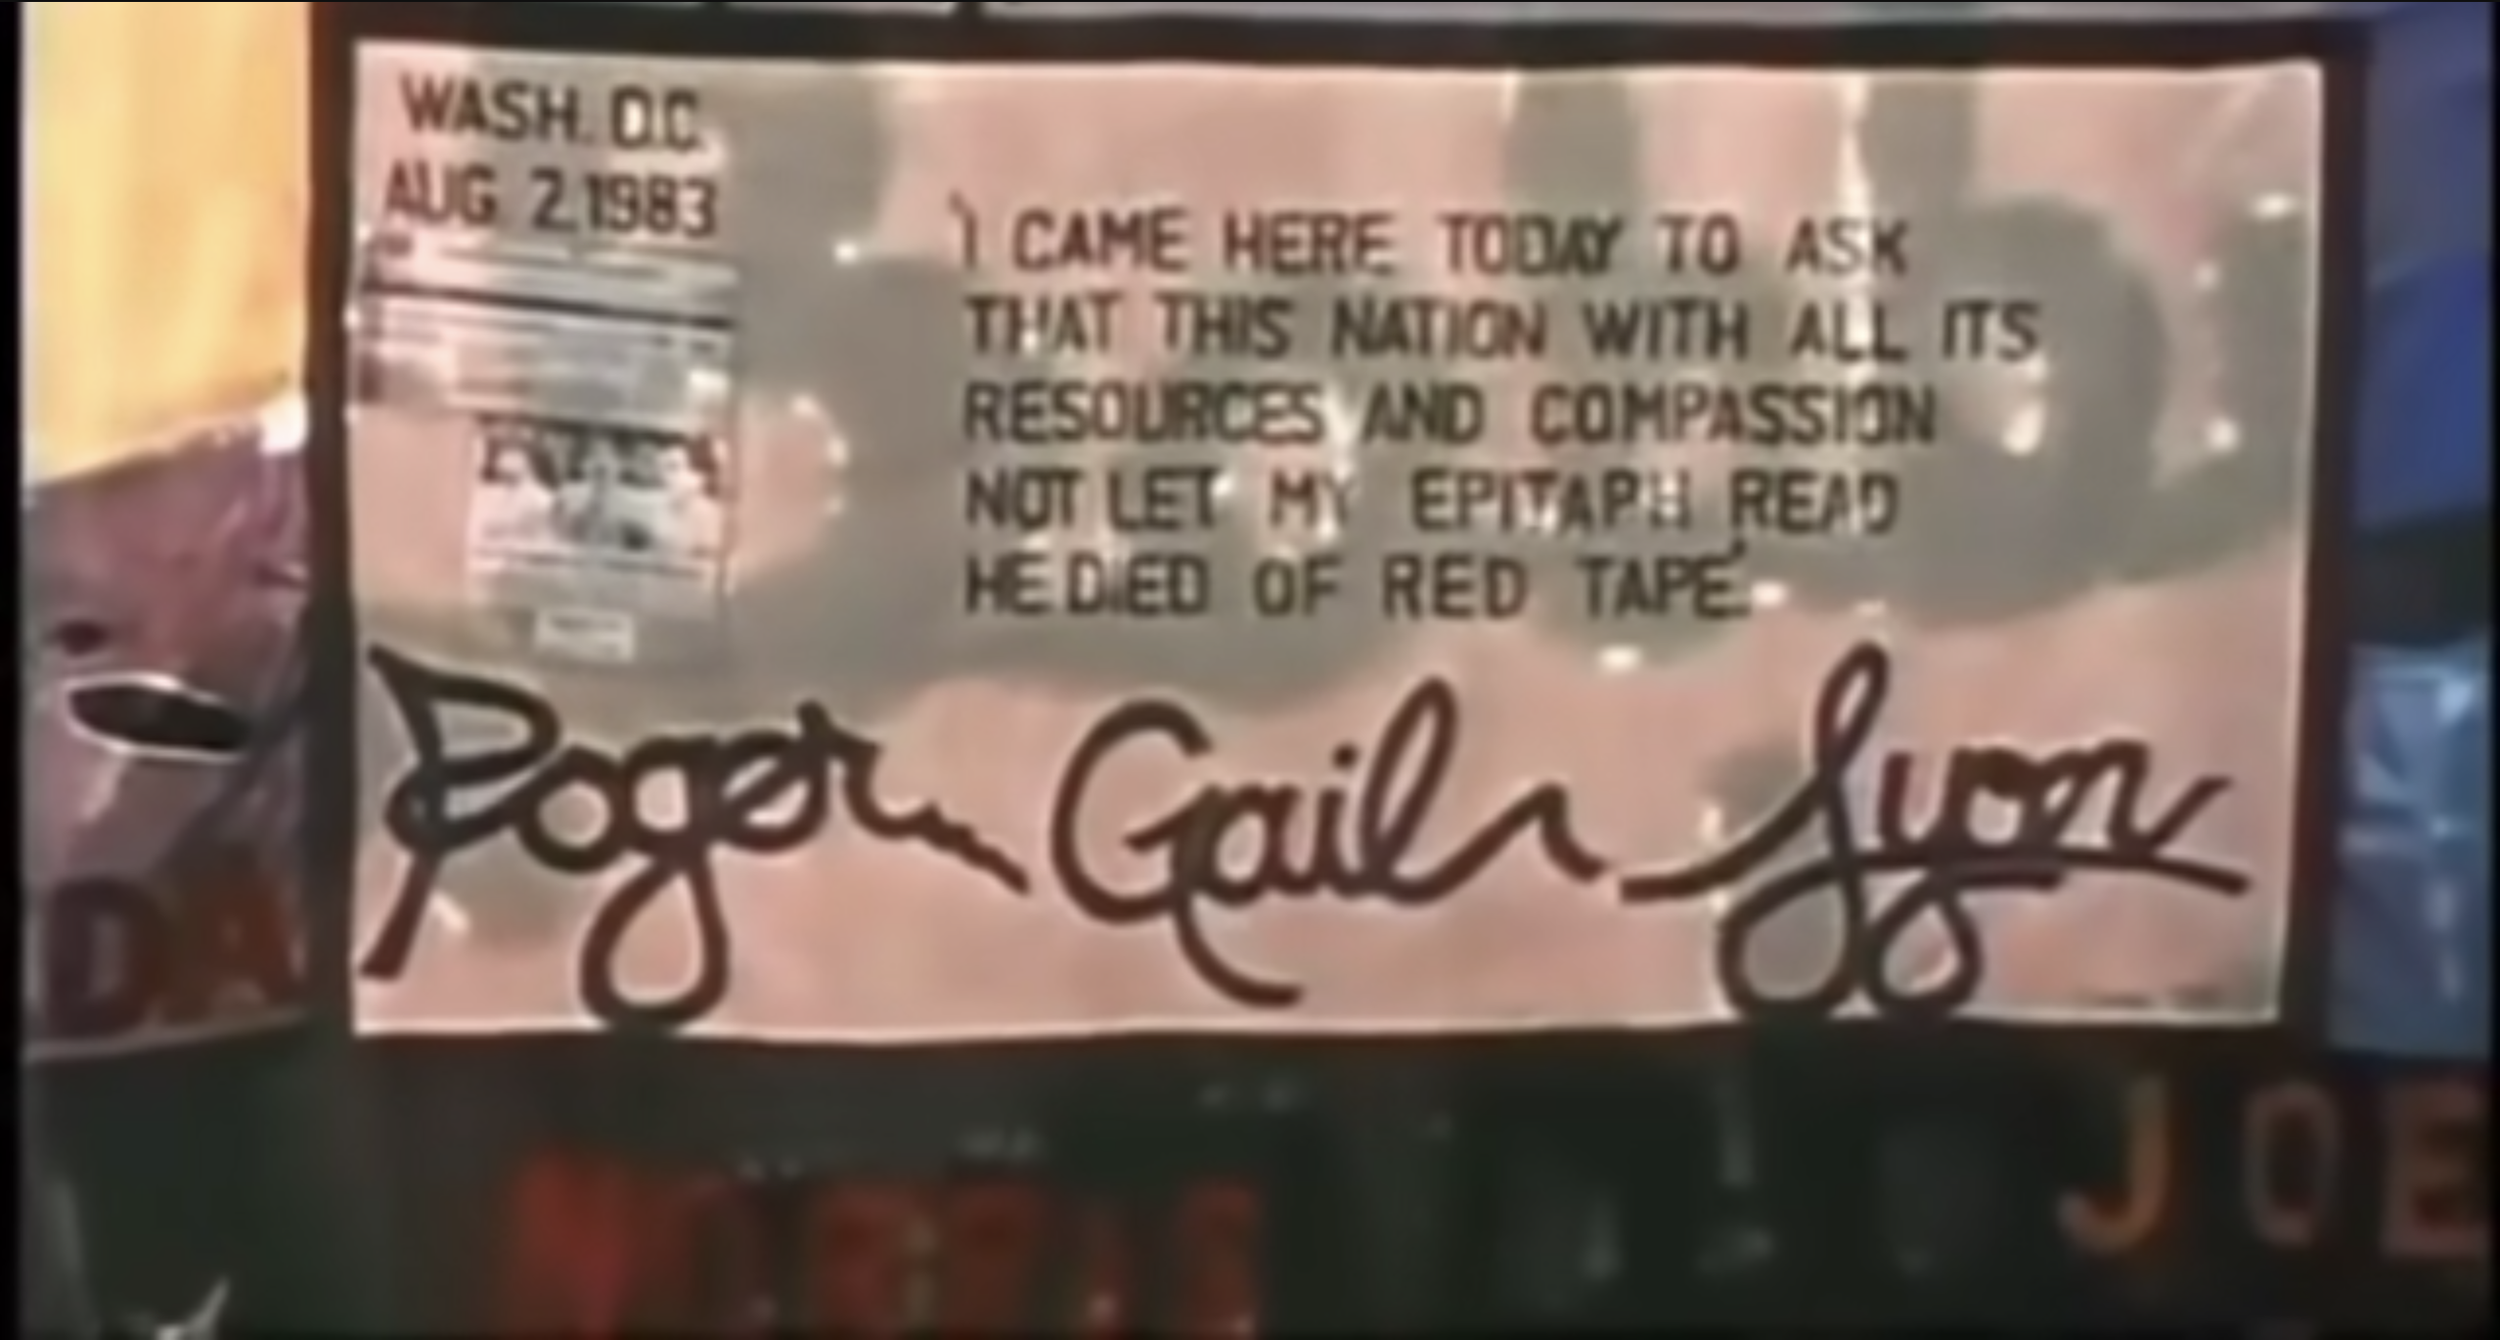 WASH. D.C.
AUG. 2, 1983
'I CAME HERE TODAY TO ASK
THAT THIS NATION WITH ALL ITS
RESOURCES AND COMPASSION
NOT LET MY EPITAPH READ
HE DIED OF RED TAPE.'
Roger Gail Lyon
DA
JOE